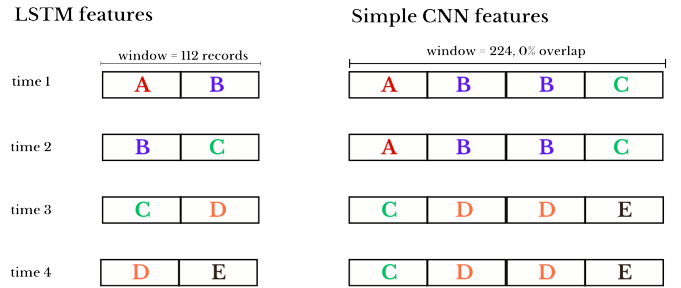 LSTM features
Simple CNN features
window = 112 records
window = 224, 0% overlap
time 1 A B A B B C
time 2 B C A B B C
time 3 C D C D D E
time 4 D E C D D E